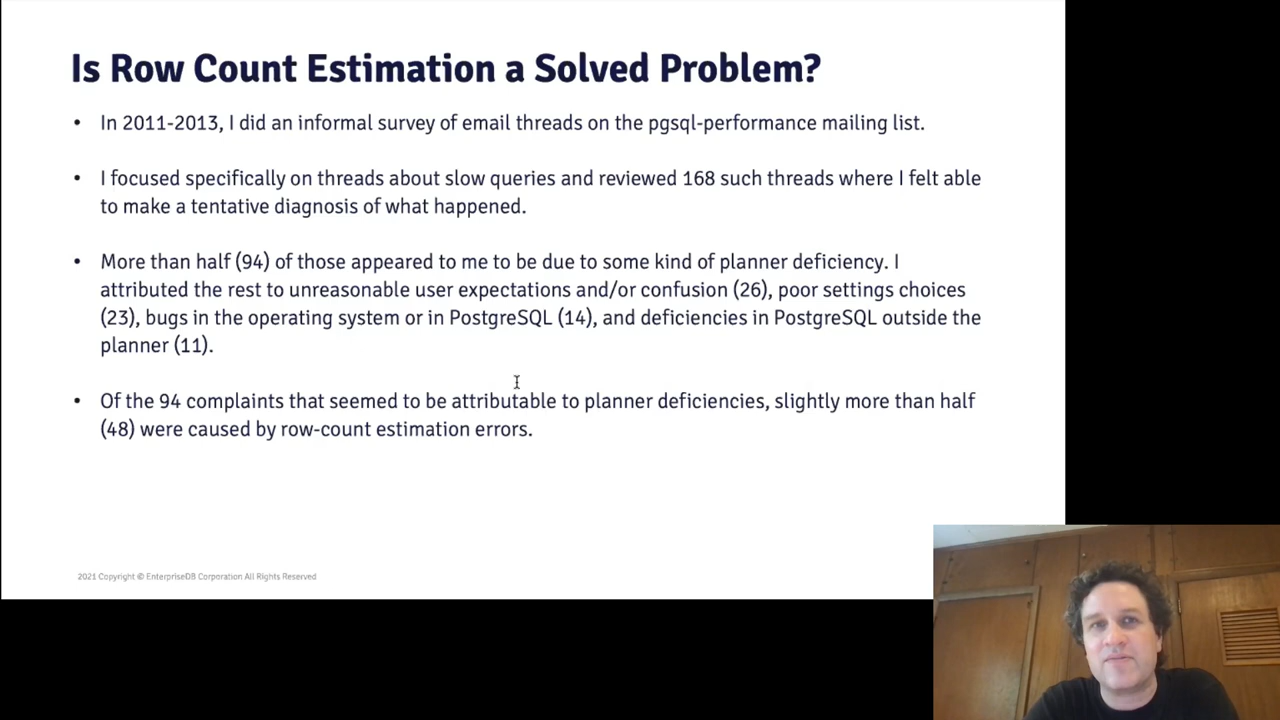 Is Row Count Estimation a Solved Problem?
• In 2011-2013, I did an informal survey of email threads on the pgsql-performance mailing list.
• I focused specifically on threads about slow queries and reviewed 168 such threads where I felt able
to make a tentative diagnosis of what happened.
• More than half (94) of those appeared to me to be due to some kind of planner deficiency. I
attributed the rest to unreasonable user expectations and/or confusion (26), poor settings choices
(23), bugs in the operating system or in PostgreSQL (14), and deficiencies in PostgreSQL outside the
planner (11).
• Of the 94 complaints that seemed to be attributable to planner deficiencies, slightly more than half
(48) were caused by row-count estimation errors.
2021 Copyright © EnterpriseDB Corporation All Rights Reserved